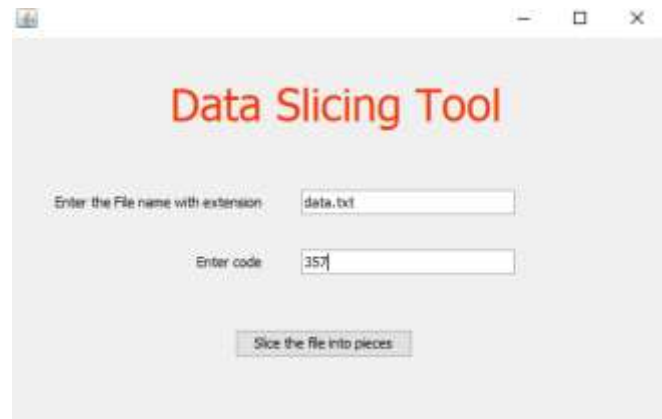 Data Slicing Tool
Enter the File name with extension data.txt
Enter code 357
Slice the file into pieces